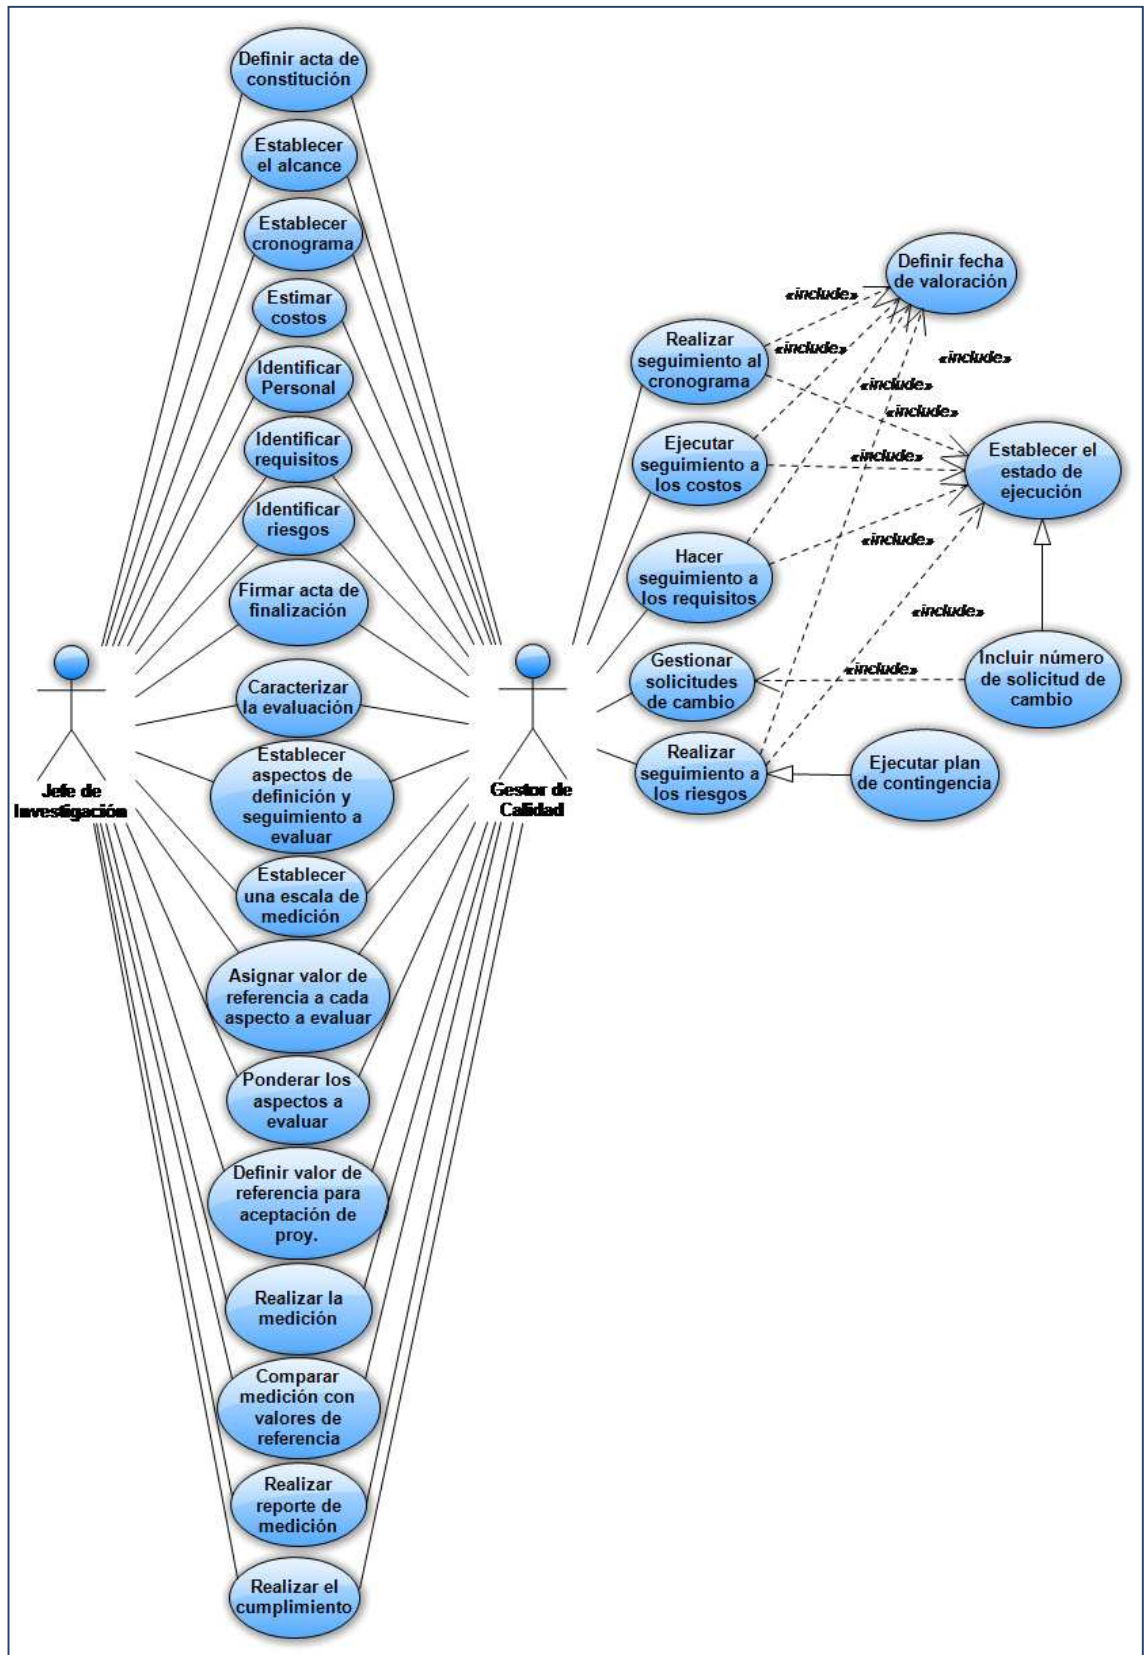 Definir acta de
constitución
Establecer
el alcance
Establecer
cronograma
Estimar
costos
Identificar
Personal
Identificar
requisitos
Identificar
riesgos
Firmar acta de
finalización
Caracterizar
la evaluación
Establecer
aspectos de
definición y
seguimiento a
evaluar
Establecer
una escala de
medición
Asignar valor de
referencia a cada
aspecto a evaluar
Ponderar los
aspectos a
evaluar
Definir valor de
referencia para
aceptación de
proy.
Realizar la
medición
Comparar
medición con
valores de
referencia
Realizar
reporte de
medición
Realizar el
cumplimiento
Jefe de
Investigación
Gestor de
Calidad
Realizar
seguimiento al
cronograma
Ejecutar
seguimiento a
los costos
Hacer
seguimiento a
los requisitos
Gestionar
solicitudes
de cambio
Realizar
seguimiento a
los riesgos
«include»
«include»
«include»
«include»
«include»
«include»
«include»
«include»
«include»
Definir fecha
de valoración
Establecer el
estado de
ejecución
Incluir número
de solicitud de
cambio
Ejecutar plan
de contingencia